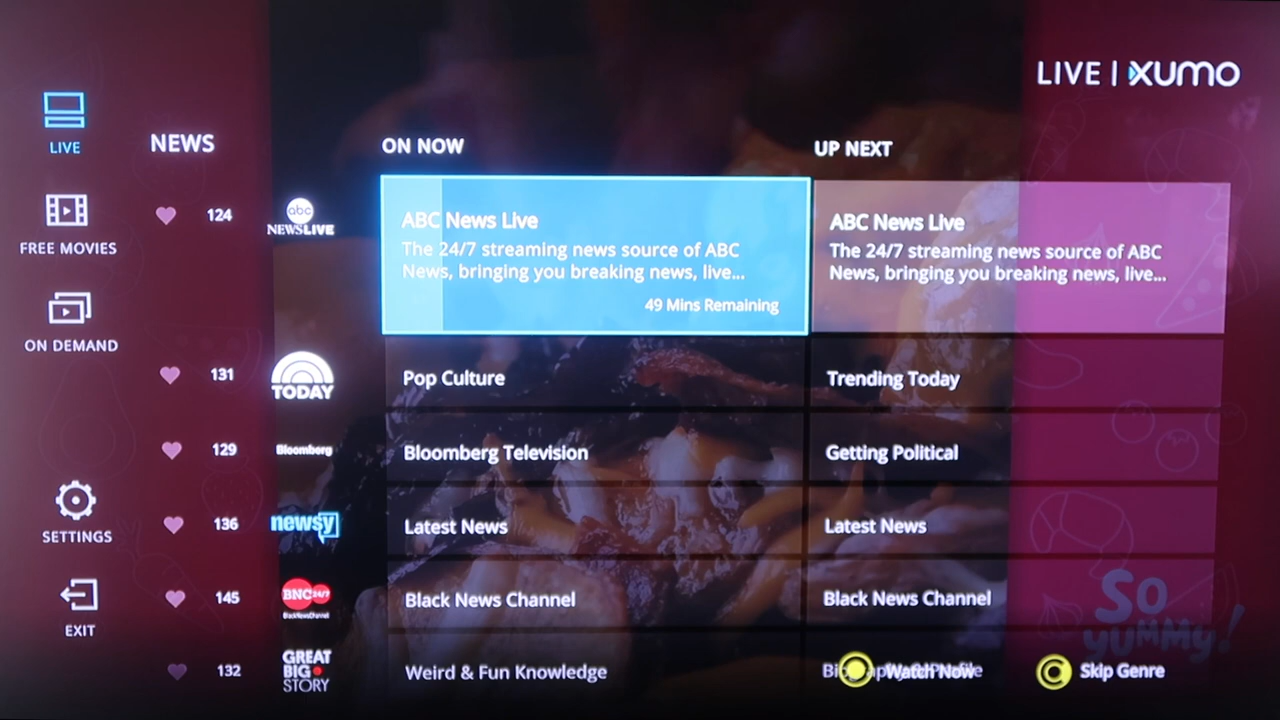 LIVE | XUMO
LIVE
NEWS
ON NOW
UP NEXT
FREE MOVIES
ON DEMAND
SETTINGS
EXIT
124
abc
NEWSLIVE
ABC News Live
The 24/7 streaming news source of ABC
News, bringing you breaking news, live...
49 Mins Remaining
ABC News Live
The 24/7 streaming news source of ABC
News, bringing you breaking news, live...
131
TODAY
Pop Culture
Trending Today
129
Bloomberg
Bloomberg Television
Getting Political
136
newsy
Latest News
Latest News
145
BNC 24/7
BlackNewsChannel
Black News Channel
Black News Channel
132
GREAT
BIG
STORY
Weird & Fun Knowledge
Watch Now
C Skip Genre
So
yummy!